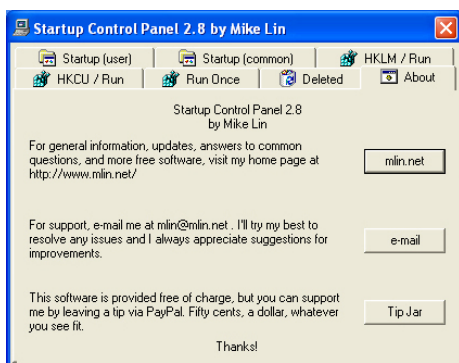 Startup Control Panel 2.8 by Mike Lin
Startup (user)
Startup (common)
HKLM / Run
HKCU / Run
Run Once
Deleted
About
Startup Control Panel 2.8
by Mike Lin
For general information, updates, answers to common
questions, and more free software, visit my home page at
http://www.mlin.net/
mlin.net
For support, e-mail me at mlin@mlin.net . I'll try my best to
resolve any issues and I always appreciate suggestions for
improvements.
e-mail
This software is provided free of charge, but you can support
me by leaving a tip via PayPal. Fifty cents, a dollar, whatever
you see fit.
Tip Jar
Thanks!